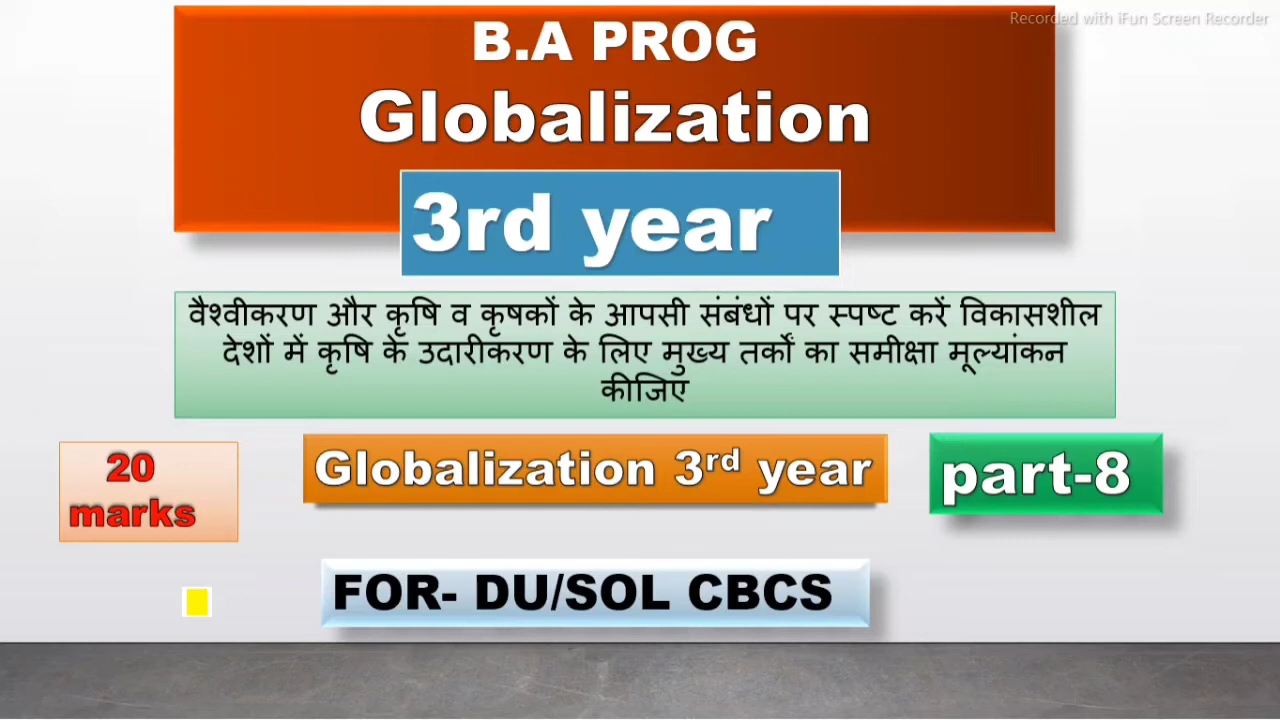 Recorded with iFun Screen Recorder
B.A PROG
Globalization
3rd year
वैश्वीकरण और कृषि व कृषकों के आपसी संबंधों पर स्पष्ट करें विकासशील
देशों में कृषि के उदारीकरण के लिए मुख्य तर्कों का समीक्षा मूल्यांकन
कीजिए
20
marks
Globalization 3rd year
part-8
FOR- DU/SOL CBCS